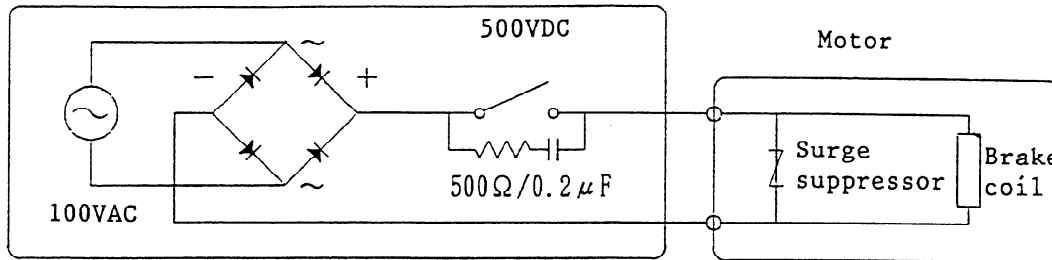 500VDC
Motor
~
− +
~
500Ω/0.2μF
100VAC
Surge
suppressor
Brake
coil